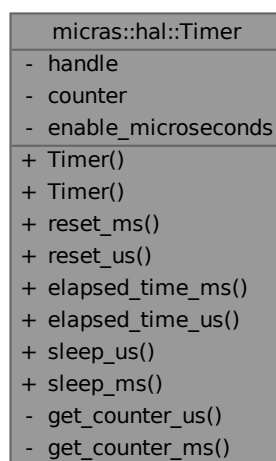 micras::hal::Timer
- handle
- counter
- enable_microseconds
+ Timer()
+ Timer()
+ reset_ms()
+ reset_us()
+ elapsed_time_ms()
+ elapsed_time_us()
+ sleep_us()
+ sleep_ms()
- get_counter_us()
- get_counter_ms()